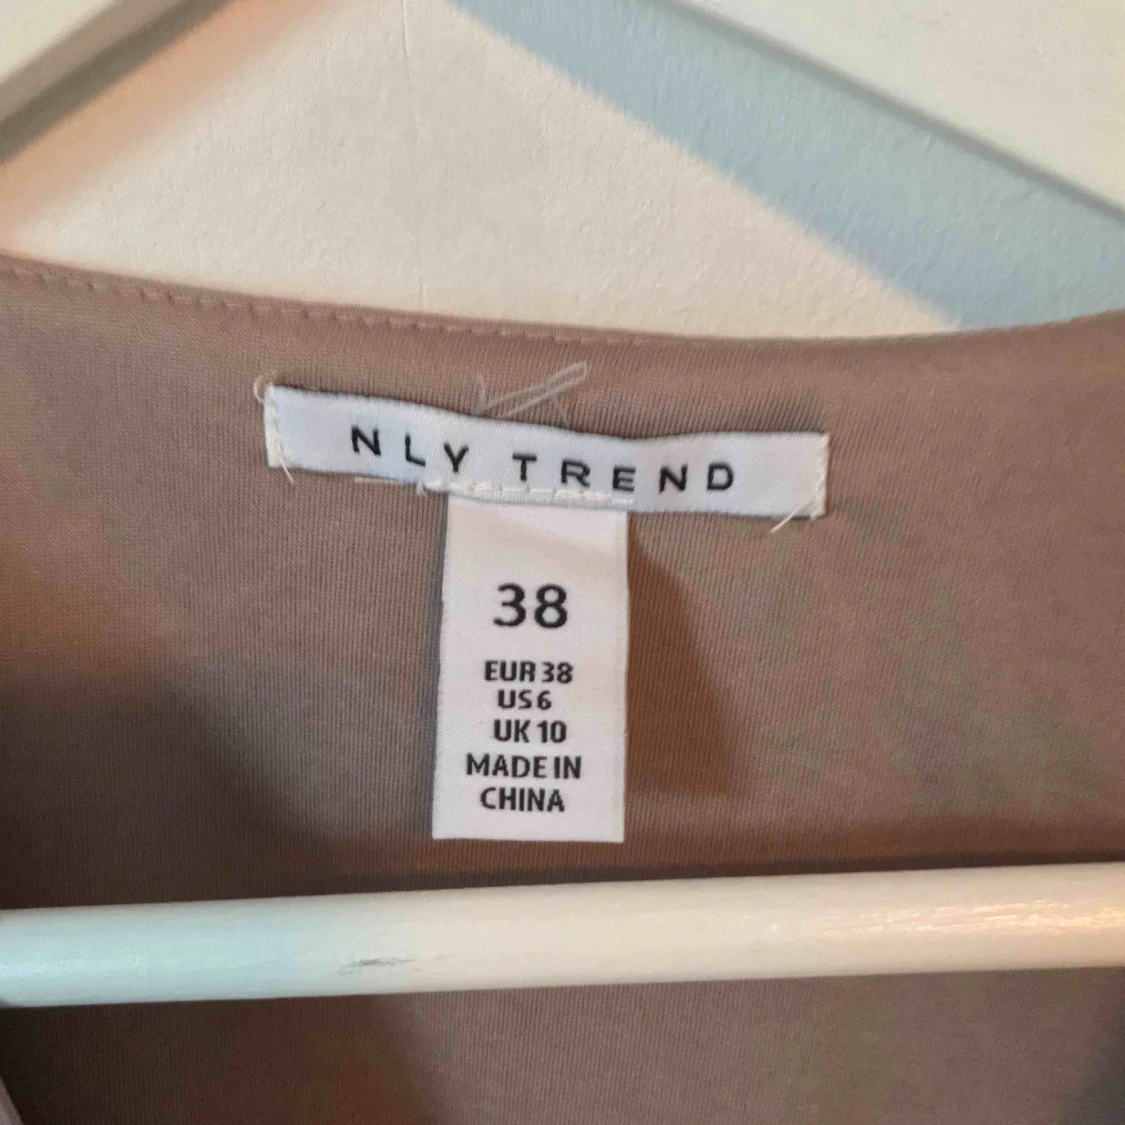 NLY TREND
38
EUR 38
US 6
UK 10
MADE IN
CHINA